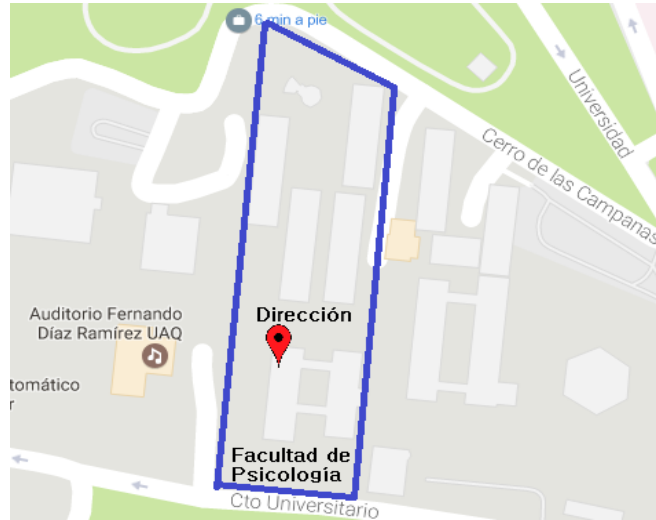 6 min a pie
Universidad
Cerro de las Campanas
Dirección
Auditorio Fernando
Díaz Ramírez UAQ
tomático
r
Facultad de
Psicología
Cto Universitario